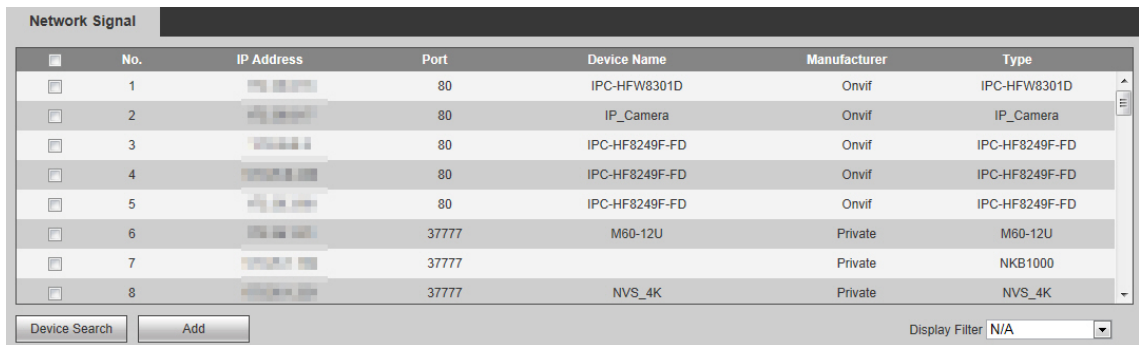 Network Signal
No. IP Address Port Device Name Manufacturer Type
1 80 IPC-HFW8301D Onvif IPC-HFW8301D
2 80 IP_Camera Onvif IP_Camera
3 80 IPC-HF8249F-FD Onvif IPC-HF8249F-FD
4 80 IPC-HF8249F-FD Onvif IPC-HF8249F-FD
5 80 IPC-HF8249F-FD Onvif IPC-HF8249F-FD
6 37777 M60-12U Private M60-12U
7 37777 Private NKB1000
8 37777 NVS_4K Private NVS_4K
Device Search Add Display Filter N/A